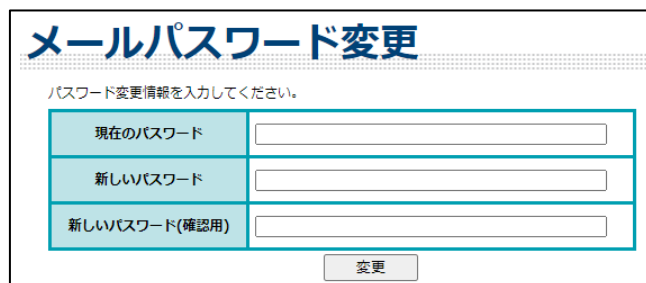 メールパスワード変更
パスワード変更情報を入力してください。
現在のパスワード
新しいパスワード
新しいパスワード(確認用)
変更